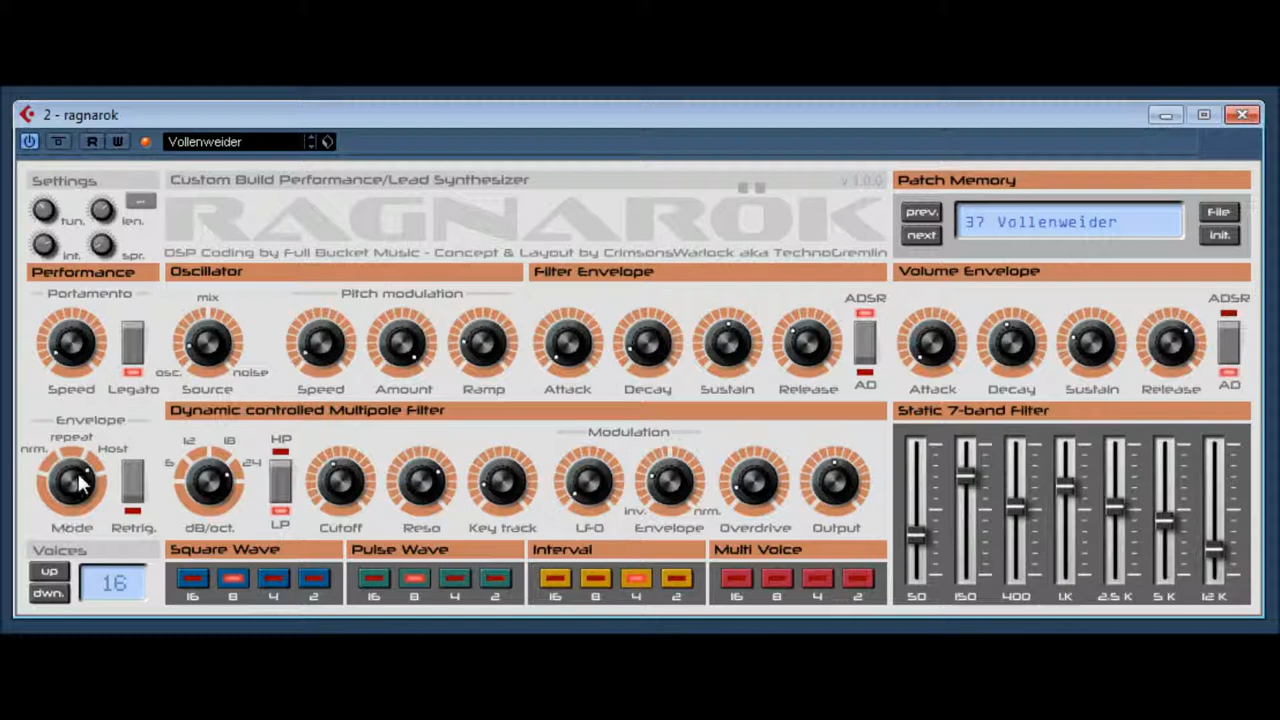 2 - ragnarok
R W Vollenweider
Settings
tun. len.
int. spr.
Custom Build Performance/Lead Synthesizer v 1.0.0
RAGNARÖK
DSP Coding by Full Bucket Music - Concept & Layout by CrimsonsWarlock aka TechnoGremlin
Patch Memory
prev. 37 Vollenweider File
next init.
Performance Oscillator Filter Envelope Volume Envelope
Portamento mix Pitch modulation ADSR ADSR
osc. noise AD AD
Speed Legato Source Speed Amount Ramp Attack Decay Sustain Release Attack Decay Sustain Release
Dynamic controlled Multipole Filter Static 7-band Filter
Envelope
repeat
nrm. Host
6 12 18 24 HP
LP
Modulation
inv. nrm.
Mode Retrig. dB/oct. Cutoff Reso Key track LFO Envelope Overdrive Output
Voices Square Wave Pulse Wave Interval Multi Voice
up
dwn. 16
16 8 4 2 16 8 4 2 16 8 4 2 16 8 4 2
50 150 400 1.K 2.5 K 5 K 12 K